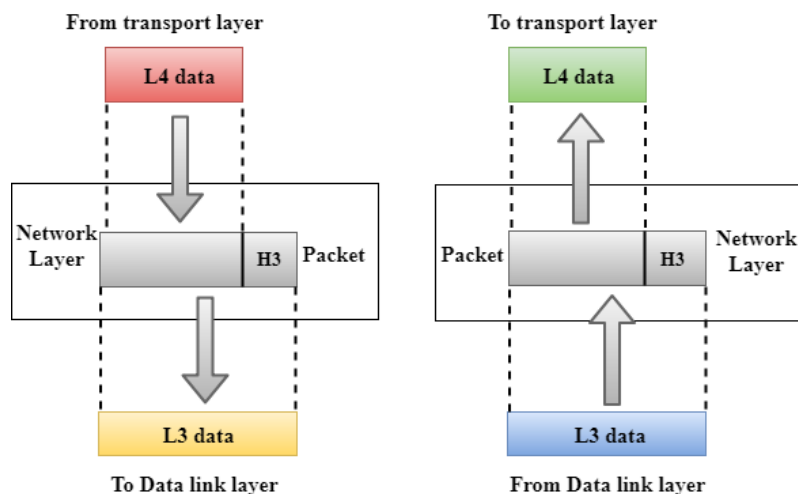 From transport layer
L4 data
Network
Layer
H3
Packet
L3 data
To Data link layer
To transport layer
L4 data
Packet
H3
Network
Layer
L3 data
From Data link layer